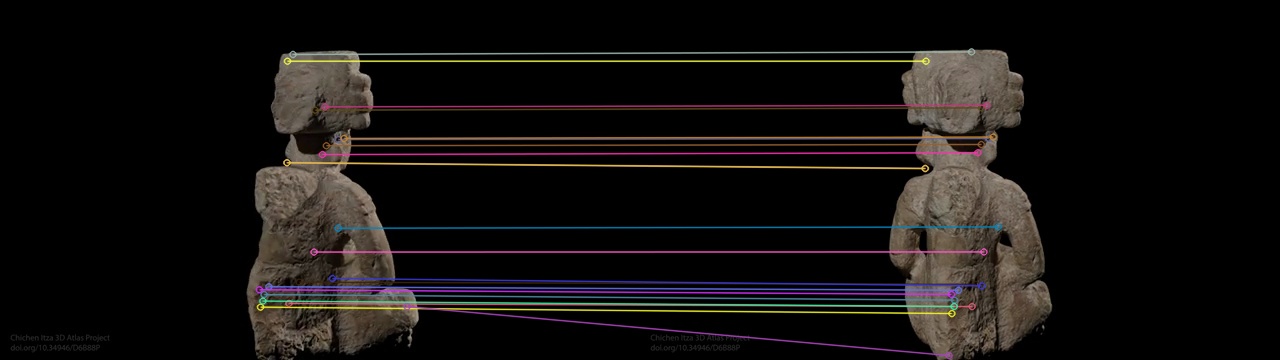 Chichen Itza 3D Atlas Project
doi.org/10.34946/D6B88P
Chichen Itza 3D Atlas Project
doi.org/10.34946/D6B88P